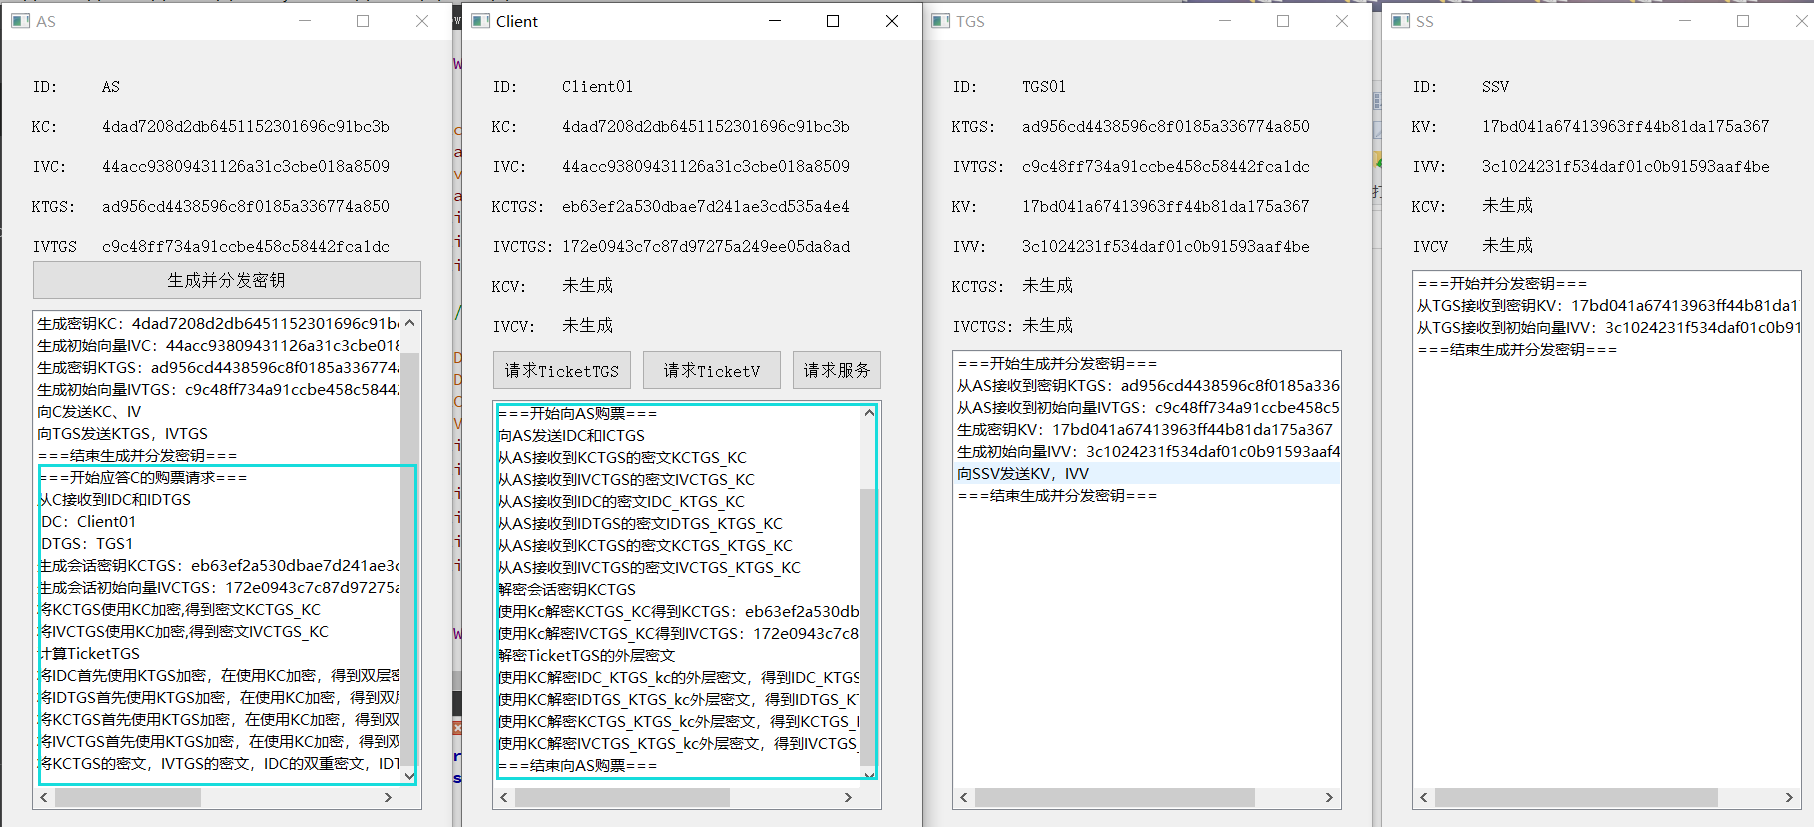 AS
ID: AS
KC: 4dad7208d2db6451152301696c91bc3b
IVC: 44acc93809431126a31c3cbe018a8509
KTGS: ad956cd4438596c8f0185a336774a850
IVTGS c9c48ff734a91ccbe458c58442fca1dc
生成并分发密钥
生成密钥KC：4dad7208d2db6451152301696c91b
生成初始向量IVC：44acc93809431126a31c3cbe018
生成密钥KTGS：ad956cd4438596c8f0185a336774
生成初始向量IVTGS：c9c48ff734a91ccbe458c5844
向C发送KC、IV
向TGS发送KTGS，IVTGS
===结束生成并分发密钥===
===开始应答C的购票请求===
从C接收到IDC和IDTGS
DC：Client01
DTGS：TGS1
生成会话密钥KCTGS：eb63ef2a530dbae7d241ae3c
生成会话初始向量IVCTGS：172e0943c7c87d97275a
将KCTGS使用KC加密,得到密文KCTGS_KC
将IVCTGS使用KC加密,得到密文IVCTGS_KC
计算TicketTGS
将IDC首先使用KTGS加密，在使用KC加密，得到双层密
将IDTGS首先使用KTGS加密，在使用KC加密，得到双层
将KCTGS首先使用KTGS加密，在使用KC加密，得到双
将IVCTGS首先使用KTGS加密，在使用KC加密，得到双
将KCTGS的密文，IVTGS的密文，IDC的双重密文，IDT
Client
ID: Client01
KC: 4dad7208d2db6451152301696c91bc3b
IVC: 44acc93809431126a31c3cbe018a8509
KCTGS: eb63ef2a530dbae7d241ae3cd535a4e4
IVCTGS: 172e0943c7c87d97275a249ee05da8ad
KCV: 未生成
IVCV: 未生成
请求TicketTGS 请求TicketV 请求服务
===开始向AS购票===
向AS发送IDC和ICTGS
从AS接收到KCTGS的密文KCTGS_KC
从AS接收到IVCTGS的密文IVCTGS_KC
从AS接收到IDC的密文IDC_KTGS_KC
从AS接收到IDTGS的密文IDTGS_KTGS_KC
从AS接收到KCTGS的密文KCTGS_KTGS_KC
从AS接收到IVCTGS的密文IVCTGS_KTGS_KC
解密会话密钥KCTGS
使用Kc解密KCTGS_KC得到KCTGS：eb63ef2a530db
使用Kc解密IVCTGS_KC得到IVCTGS：172e0943c7c8
解密TicketTGS的外层密文
使用KC解密IDC_KTGS_kc的外层密文，得到IDC_KTGS
使用KC解密IDTGS_KTGS_kc外层密文，得到IDTGS_KT
使用KC解密KCTGS_KTGS_kc外层密文，得到KCTGS_
使用KC解密IVCTGS_KTGS_kc外层密文，得到IVCTGS_
===结束向AS购票===
TGS
ID: TGS01
KTGS: ad956cd4438596c8f0185a336774a850
IVTGS: c9c48ff734a91ccbe458c58442fca1dc
KV: 17bd041a67413963ff44b81da175a367
IVV: 3c1024231f534daf01c0b91593aaf4be
KCTGS: 未生成
IVCTGS: 未生成
===开始生成并分发密钥===
从AS接收到密钥KTGS：ad956cd4438596c8f0185a336
从AS接收到初始向量IVTGS：c9c48ff734a91ccbe458c5
生成密钥KV：17bd041a67413963ff44b81da175a367
生成初始向量IVV：3c1024231f534daf01c0b91593aaf4
向SSV发送KV，IVV
===结束生成并分发密钥===
SS
ID: SSV
KV: 17bd041a67413963ff44b81da175a367
IVV: 3c1024231f534daf01c0b91593aaf4be
KCV: 未生成
IVCV 未生成
===开始并分发密钥===
从TGS接收到密钥KV：17bd041a67413963ff44b81da1
从TGS接收到初始向量IVV：3c1024231f534daf01c0b91
===结束生成并分发密钥===